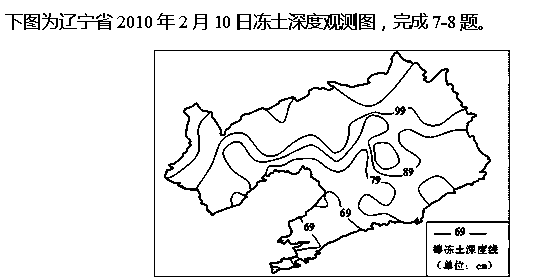 下图为辽宁省2010年2月10日冻土深度观测图，完成7-8题。
99
89
79
69
69
— 69 —
等冻土深度线
（单位：cm）